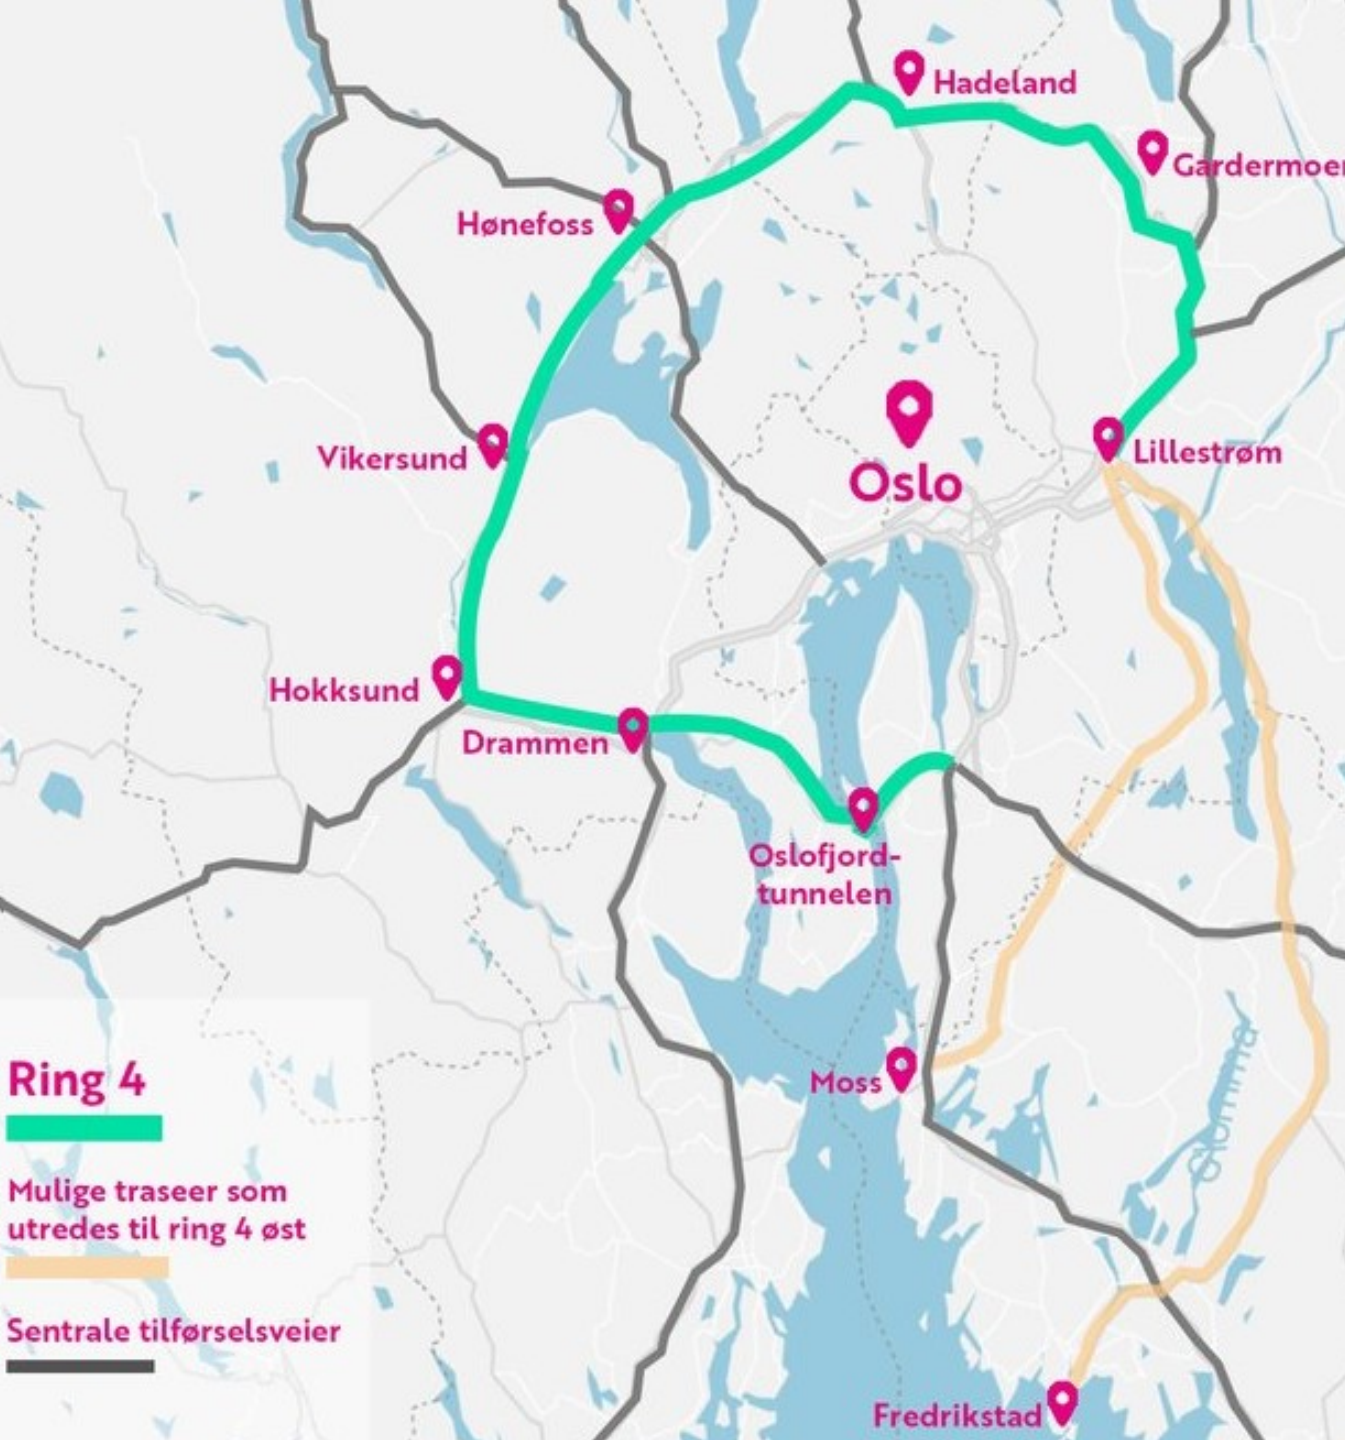 Hadeland
Gardermoen
Hønefoss
Vikersund
Oslo
Lillestrøm
Hokksund
Drammen
Oslofjord-
tunnelen
Glomma
Moss
Ring 4
Mulige traseer som
utredes til ring 4 øst
Sentrale tilførselsveier
Fredrikstad